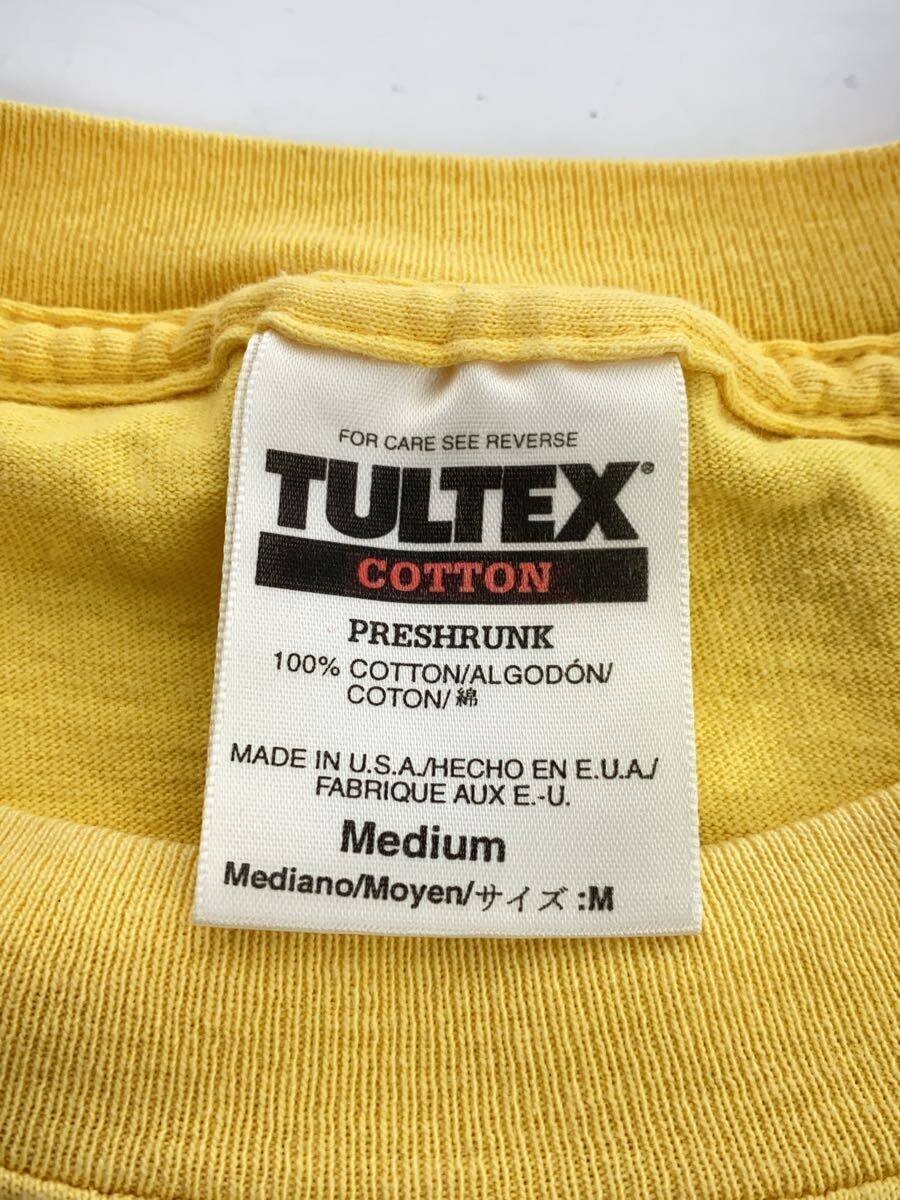 FOR CARE SEE REVERSE
TULTEX®
COTTON
PRESHRUNK
100% COTTON/ALGODÓN/
COTON/綿
MADE IN U.S.A./HECHO EN E.U.A./
FABRIQUE AUX E.-U.
Medium
Mediano/Moyen/サイズ :M